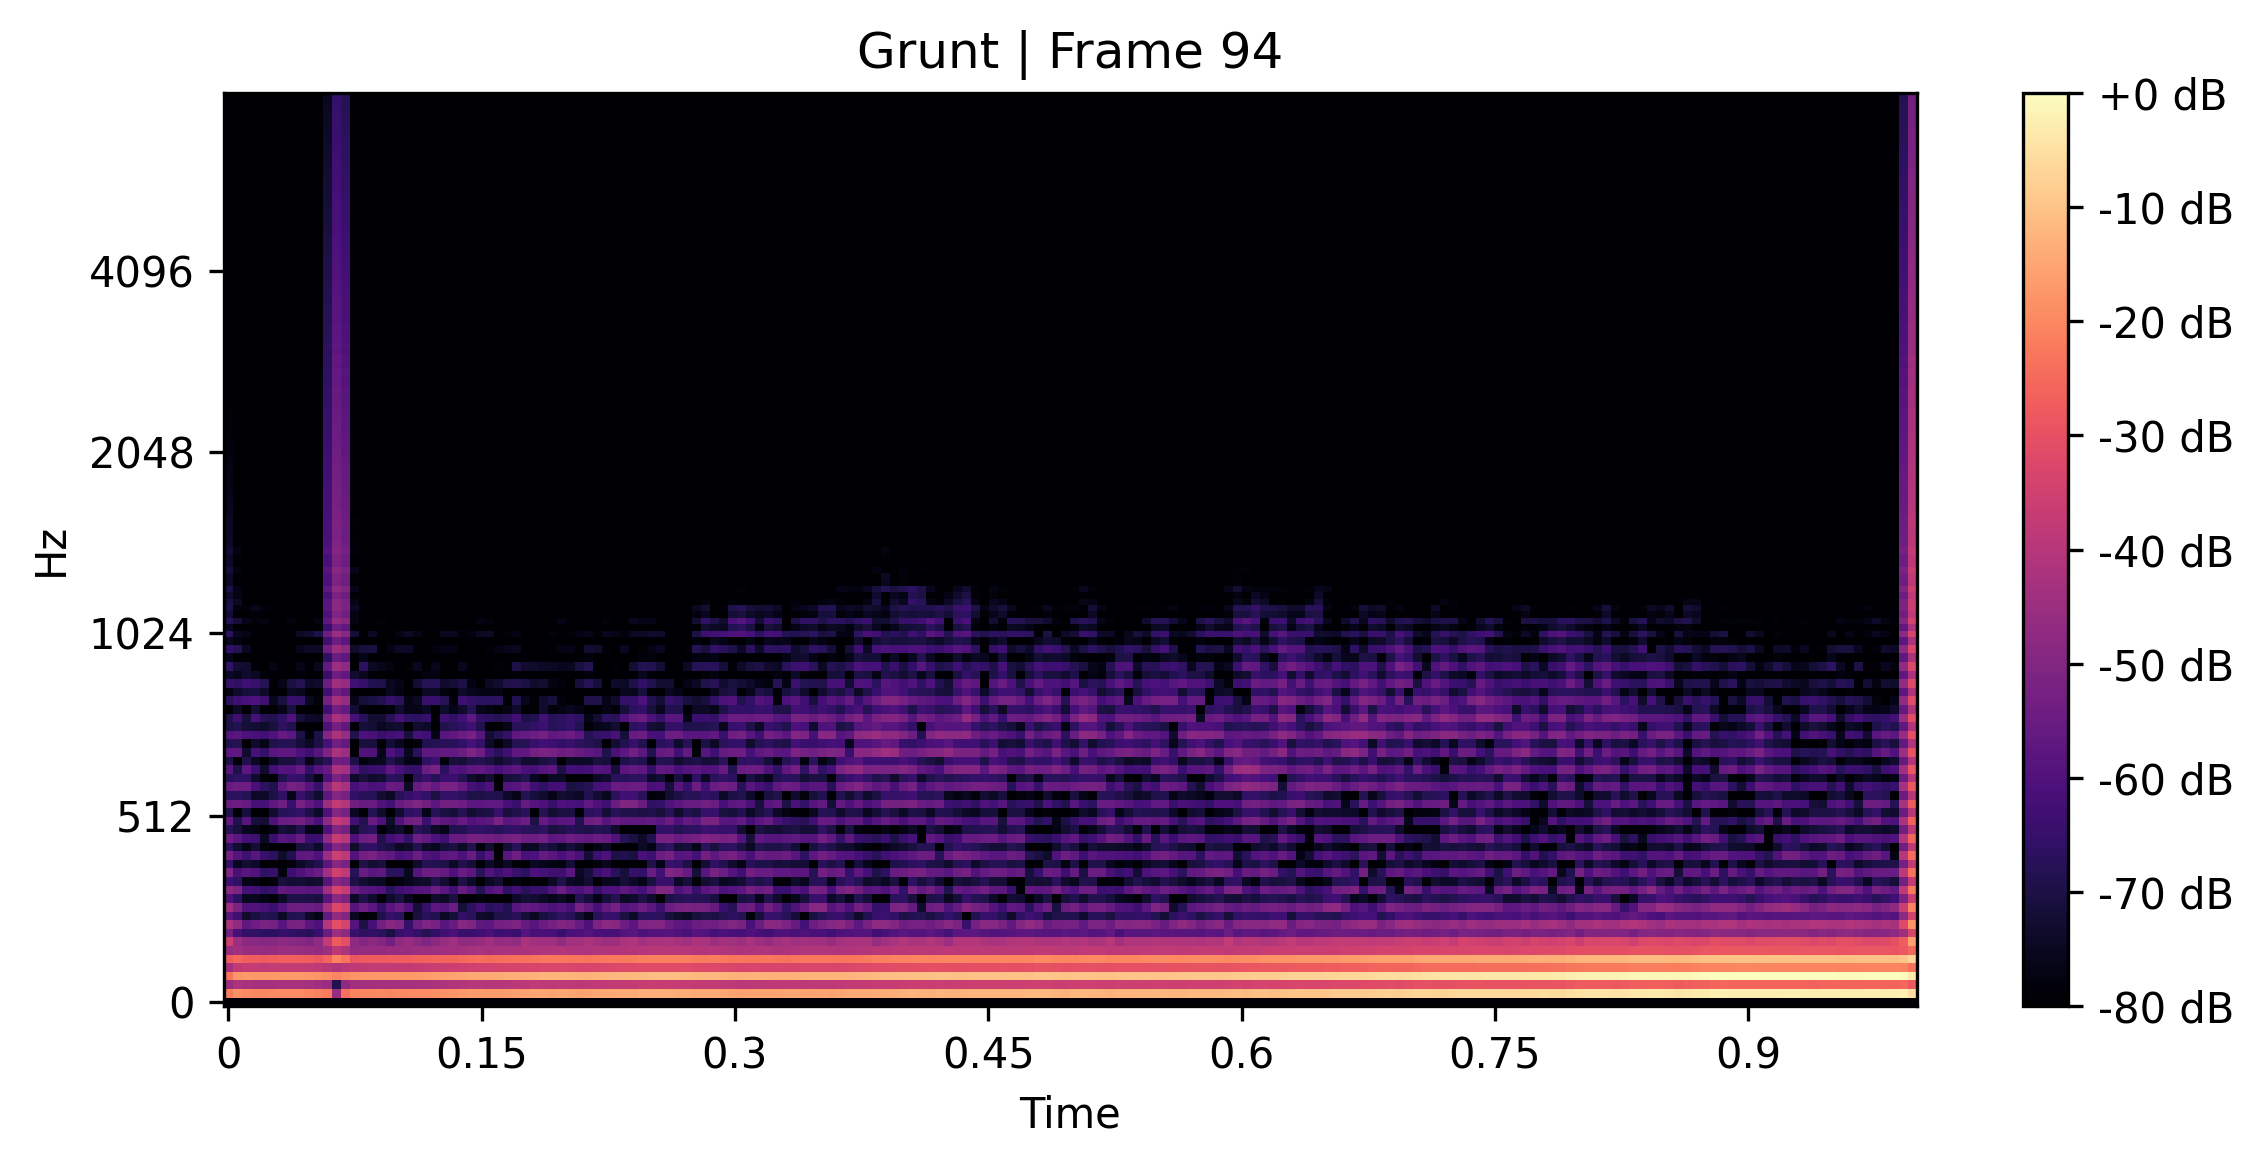 Grunt | Frame 94
Hz
4096
2048
1024
512
0
0 0.15 0.3 0.45 0.6 0.75 0.9
Time
+0 dB
-10 dB
-20 dB
-30 dB
-40 dB
-50 dB
-60 dB
-70 dB
-80 dB